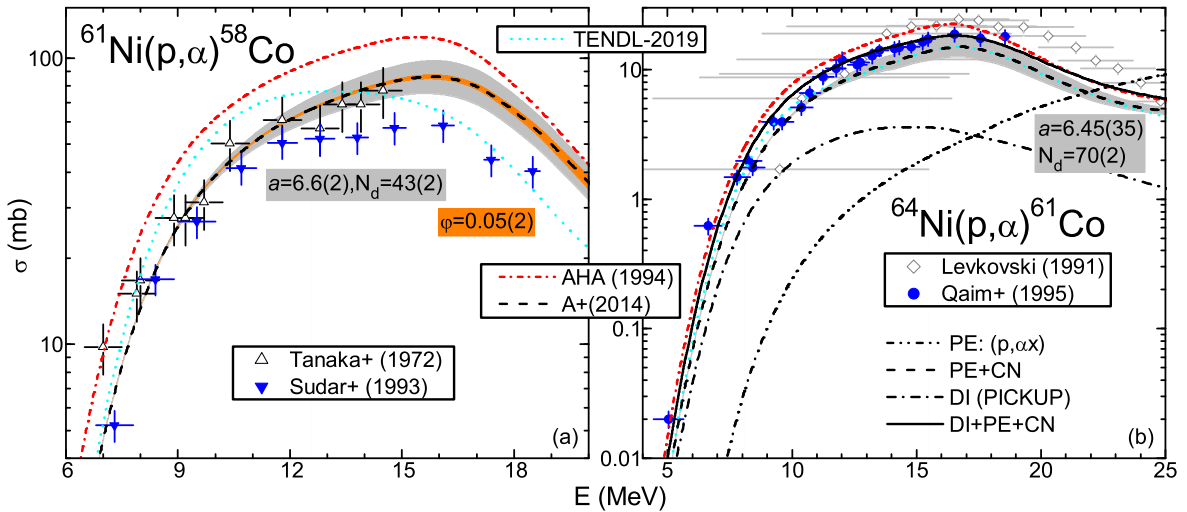 61Ni(p,α)58Co
TENDL-2019
a=6.6(2),Nd=43(2)
φ=0.05(2)
AHA (1994)
A+(2014)
Tanaka+ (1972)
Sudar+ (1993)
(a)
σ (mb)
100
10
6 9 12 15 18
a=6.45(35)
Nd=70(2)
64Ni(p,α)61Co
Levkovski (1991)
Qaim+ (1995)
PE: (p,αx)
PE+CN
DI (PICKUP)
DI+PE+CN
(b)
10
1
0.1
0.01
5 10 15 20 25
E (MeV)